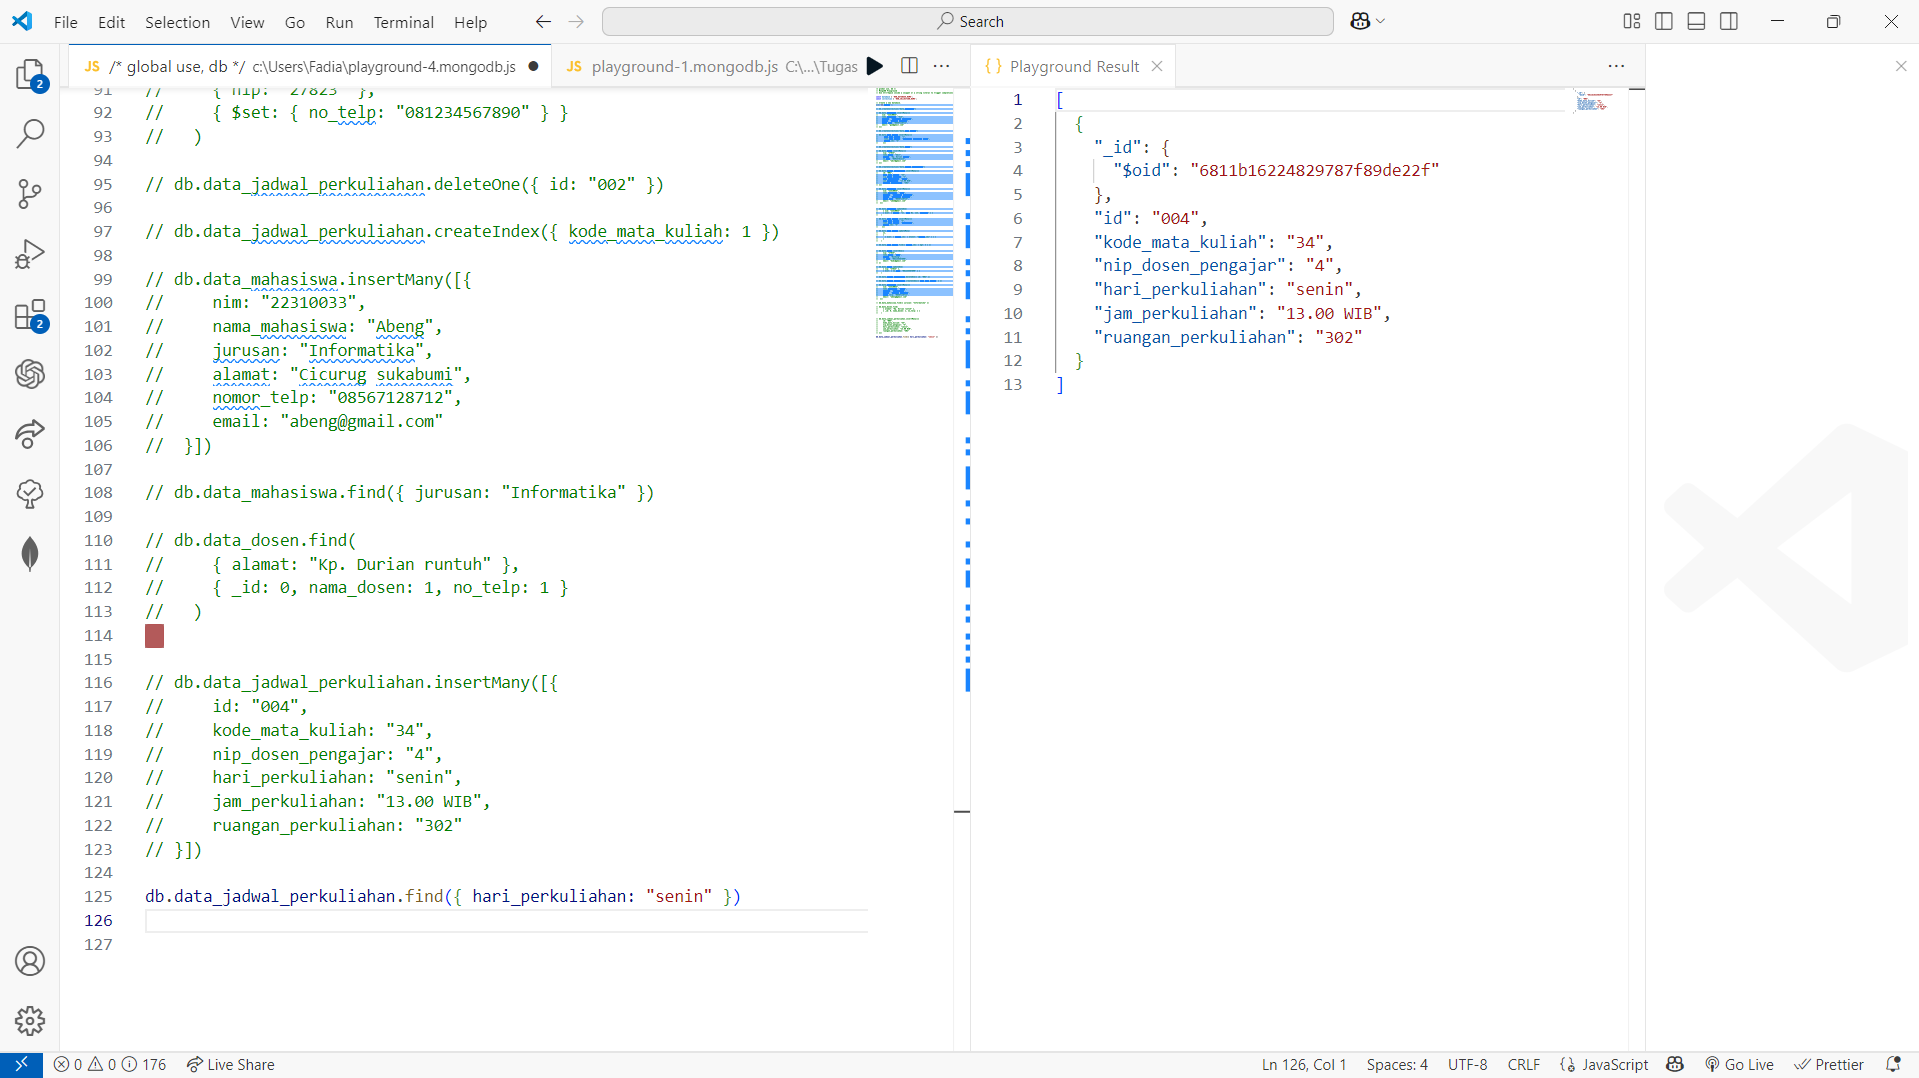 File Edit Selection View Go Run Terminal Help
Search
JS /* global use, db */ c:\Users\Fadia\playground-4.mongodb.js
JS playground-1.mongodb.js C:\...\Tugas
{} Playground Result
2
2
91 // { nip: "27823" },
92 // { $set: { no_telp: "081234567890" } }
93 // )
94
95 // db.data_jadwal_perkuliahan.deleteOne({ id: "002" })
96
97 // db.data_jadwal_perkuliahan.createIndex({ kode_mata_kuliah: 1 })
98
99 // db.data_mahasiswa.insertMany([{
100 // nim: "22310033",
101 // nama_mahasiswa: "Abeng",
102 // jurusan: "Informatika",
103 // alamat: "Cicurug sukabumi",
104 // nomor_telp: "08567128712",
105 // email: "abeng@gmail.com"
106 // }])
107
108 // db.data_mahasiswa.find({ jurusan: "Informatika" })
109
110 // db.data_dosen.find(
111 // { alamat: "Kp. Durian runtuh" },
112 // { _id: 0, nama_dosen: 1, no_telp: 1 }
113 // )
114
115
116 // db.data_jadwal_perkuliahan.insertMany([{
117 // id: "004",
118 // kode_mata_kuliah: "34",
119 // nip_dosen_pengajar: "4",
120 // hari_perkuliahan: "senin",
121 // jam_perkuliahan: "13.00 WIB",
122 // ruangan_perkuliahan: "302"
123 // }])
124
125 db.data_jadwal_perkuliahan.find({ hari_perkuliahan: "senin" })
126
127
1 [
2 {
3 "_id": {
4 "$oid": "6811b16224829787f89de22f"
5 },
6 "id": "004",
7 "kode_mata_kuliah": "34",
8 "nip_dosen_pengajar": "4",
9 "hari_perkuliahan": "senin",
10 "jam_perkuliahan": "13.00 WIB",
11 "ruangan_perkuliahan": "302"
12 }
13 ]
0 0 176 Live Share
Ln 126, Col 1 Spaces: 4 UTF-8 CRLF JavaScript Go Live Prettier